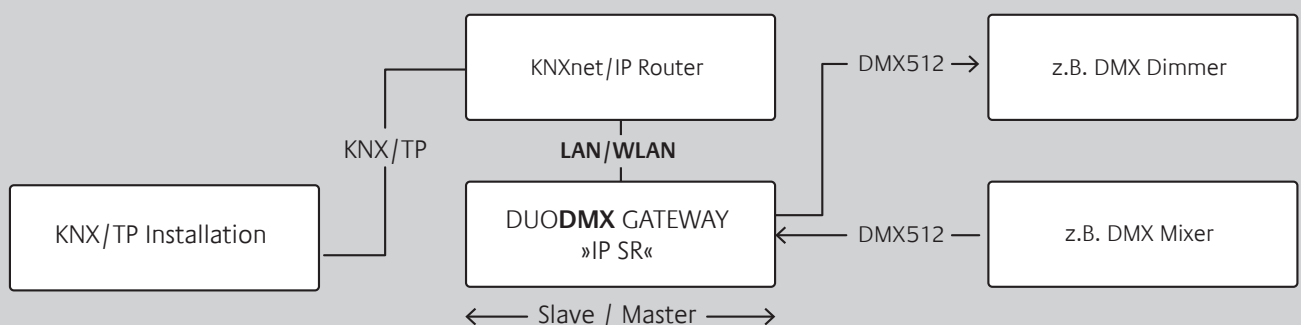 KNXnet/IP Router
DMX512
z.B. DMX Dimmer
KNX/TP
LAN/WLAN
KNX/TP Installation
DUODMX GATEWAY
»IP SR«
DMX512
z.B. DMX Mixer
Slave / Master